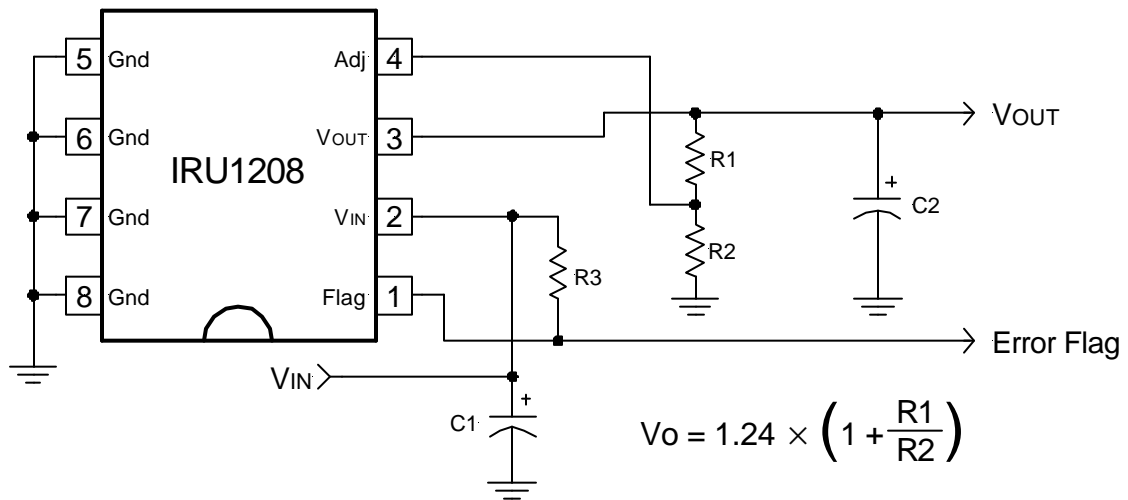 5 Gnd Adj 4
VOUT
6 Gnd VOUT 3
R1
IRU1208
C2
+
7 Gnd VIN 2
R2
R3
8 Gnd Flag 1
Error Flag
VIN
+
C1
Vo = 1.24 × (1 + R1/R2)